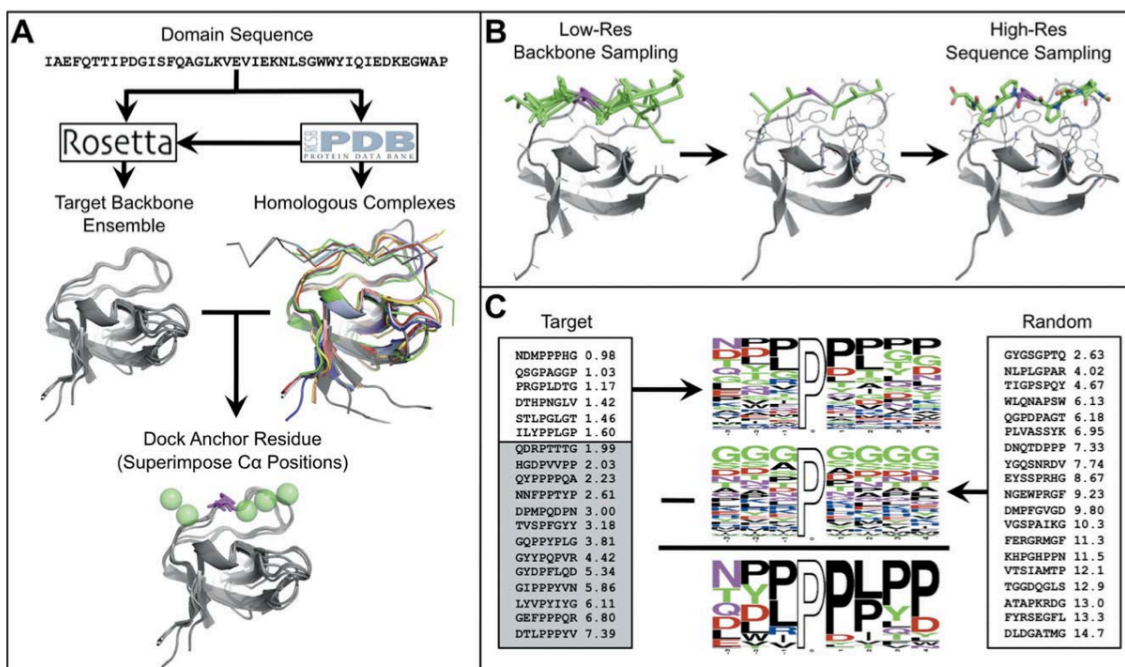 A
Domain Sequence
IAEFQTTIPDGISFQAGLKVEVIEKNLSGWWYIQIEDKEGWAP
Rosetta
RCSB PDB
PROTEIN DATA BANK
Target Backbone
Ensemble
Homologous Complexes
Dock Anchor Residue
(Superimpose Cα Positions)
B
Low-Res
Backbone Sampling
High-Res
Sequence Sampling
C
Target
NDMPPPHG 0.98
QSGPAGGP 1.03
PRGPLDTG 1.17
DTHPNGLV 1.42
STLPGLGT 1.46
ILYPPLGP 1.60
QDRPTTTG 1.99
HGDPVVPP 2.03
QYPPPPQA 2.23
NNFPPTYP 2.61
DPMPQDPN 3.00
TVSPFGYY 3.18
GQPPYPLG 3.81
GYYPQPVR 4.42
GYDPFLQD 5.34
GIPPPYVN 5.86
LYVPYIYG 6.11
GEFPPPQR 6.80
DTLPPPYV 7.39
Random
GYGSGPTQ 2.63
NLPLGPAR 4.02
TIGPSPQY 4.67
WLQNAPSW 6.13
QGPDPAGT 6.18
PLVASSYK 6.95
DNQTDPPP 7.33
YGQSNRDV 7.74
EYSSPRHG 8.67
NGEWPRGF 9.23
DMPFGVGD 9.80
VGSPAIKG 10.3
FERGRMGF 11.3
KHPGHPPN 11.5
VTSIAMTP 12.1
TGGDQGLS 12.9
ATAPKRDG 13.0
FYRSEGFL 13.3
DLDGATMG 14.7
NPPPPLPP
GGGPGGGG
NPPPPLPP